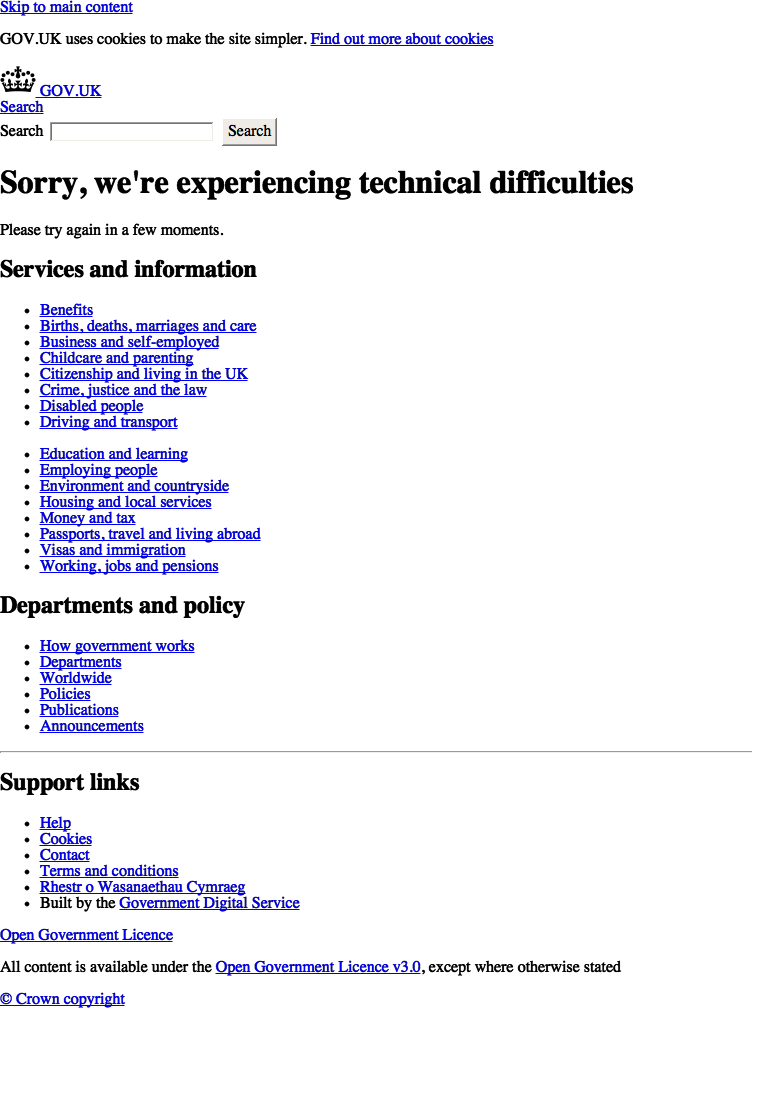 Skip to main content
GOV.UK uses cookies to make the site simpler. Find out more about cookies
GOV.UK
Search
Search Search
Sorry, we're experiencing technical difficulties
Please try again in a few moments.
Services and information
Benefits
Births, deaths, marriages and care
Business and self-employed
Childcare and parenting
Citizenship and living in the UK
Crime, justice and the law
Disabled people
Driving and transport
Education and learning
Employing people
Environment and countryside
Housing and local services
Money and tax
Passports, travel and living abroad
Visas and immigration
Working, jobs and pensions
Departments and policy
How government works
Departments
Worldwide
Policies
Publications
Announcements
Support links
Help
Cookies
Contact
Terms and conditions
Rhestr o Wasanaethau Cymraeg
Built by the Government Digital Service
Open Government Licence
All content is available under the Open Government Licence v3.0, except where otherwise stated
© Crown copyright